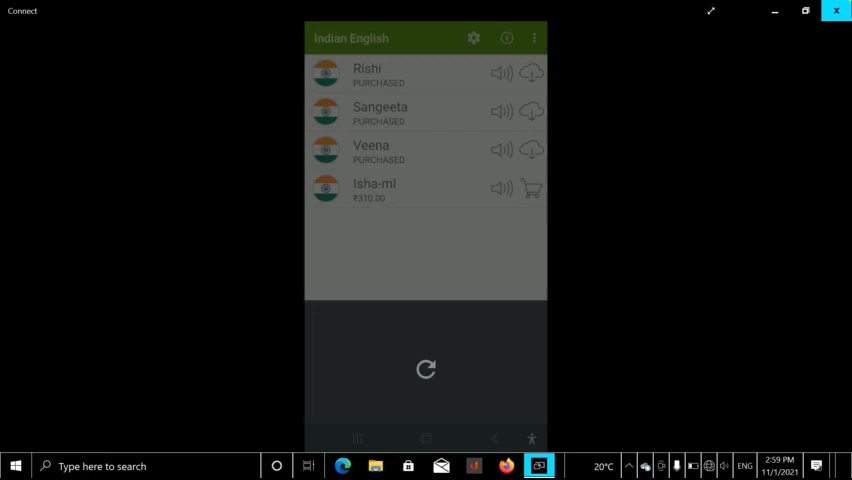 Connect
Indian English
Rishi
PURCHASED
Sangeeta
PURCHASED
Veena
PURCHASED
Isha-ml
₹310.00
Type here to search
20°C
ENG
2:59 PM
11/1/2021